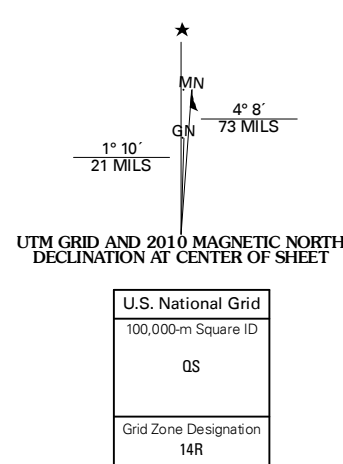 MN
GN
4° 8´
73 MILS
1° 10´
21 MILS
UTM GRID AND 2010 MAGNETIC NORTH
DECLINATION AT CENTER OF SHEET
U.S. National Grid
100,000-m Square ID
QS
Grid Zone Designation
14R